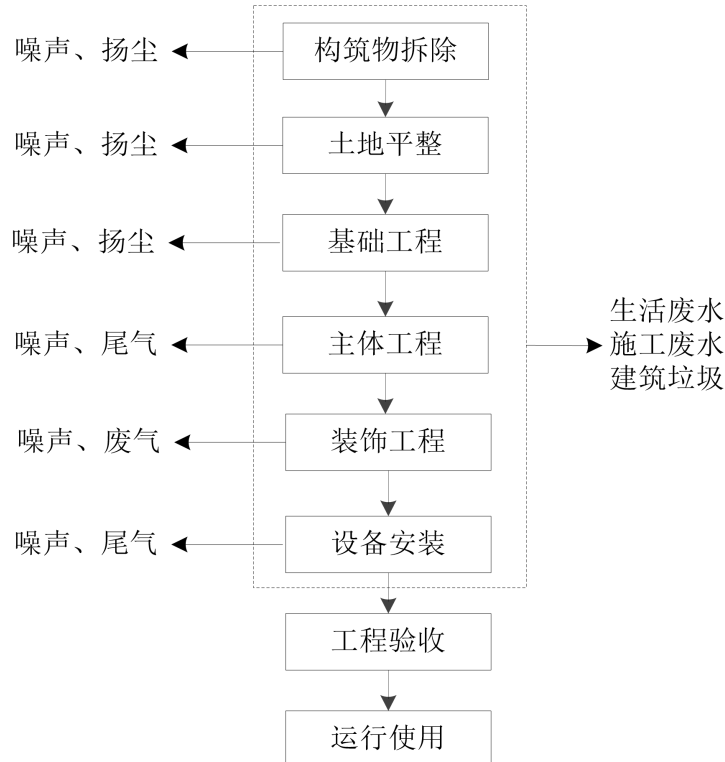 噪声、扬尘
构筑物拆除
噪声、扬尘
土地平整
噪声、扬尘
基础工程
噪声、尾气
主体工程
生活废水
施工废水
建筑垃圾
噪声、废气
装饰工程
噪声、尾气
设备安装
工程验收
运行使用